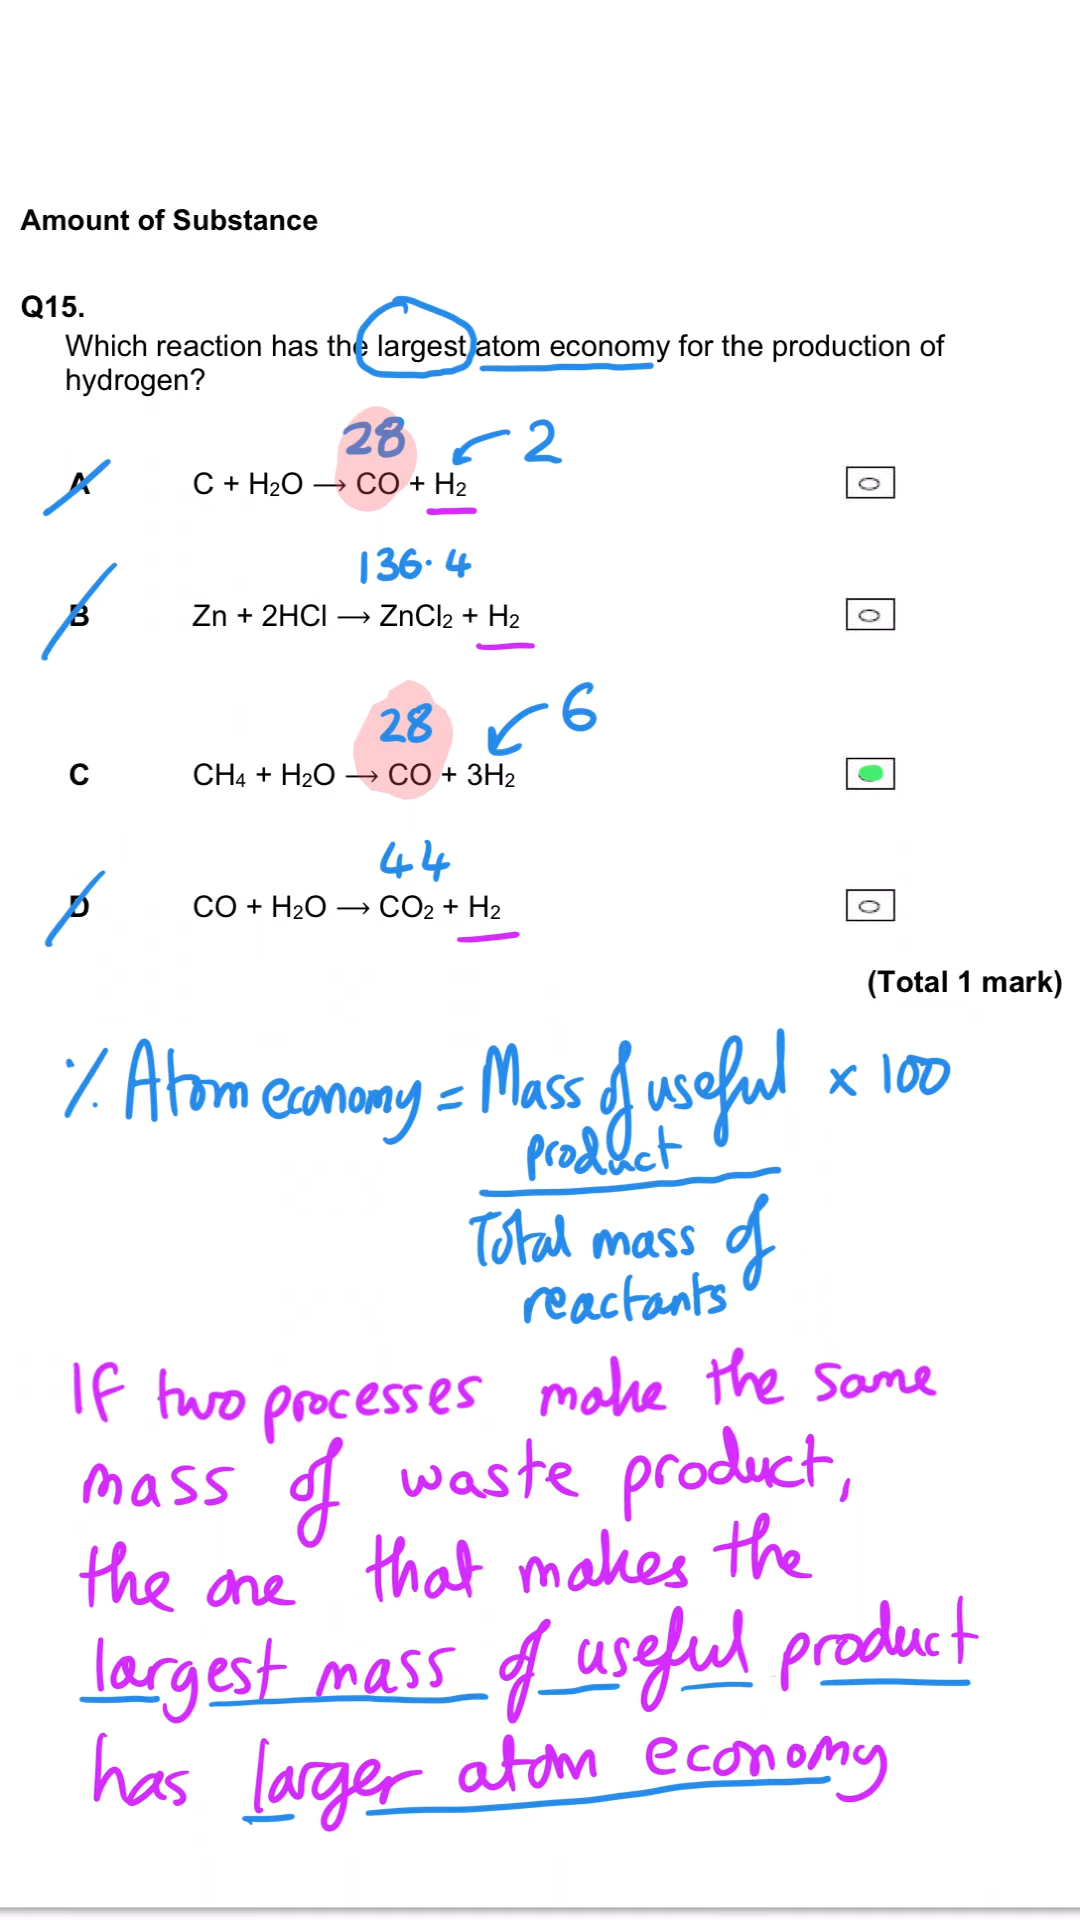 Amount of Substance
Q15.
Which reaction has the largest atom economy for the production of
hydrogen?
28 2
A C + H₂O ⟶ CO + H₂
136.4
B Zn + 2HCl ⟶ ZnCl₂ + H₂
28 6
C CH₄ + H₂O ⟶ CO + 3H₂
44
D CO + H₂O ⟶ CO₂ + H₂
(Total 1 mark)
% Atom economy = Mass of useful x 100
product
Total mass of
reactants
If two processes make the same
mass of waste product,
the one that makes the
largest mass of useful product
has larger atom economy